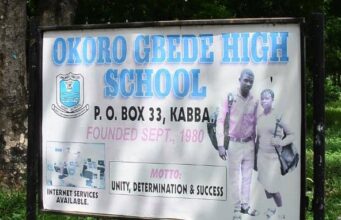 OKORO GBEDE HIGH
SCHOOL
P. O. BOX 33, KABBA
FOUNDED SEPT., 1980
MOTTO:
UNITY, DETERMINATION & SUCCESS
INTERNET SERVICES
AVAILABLE.